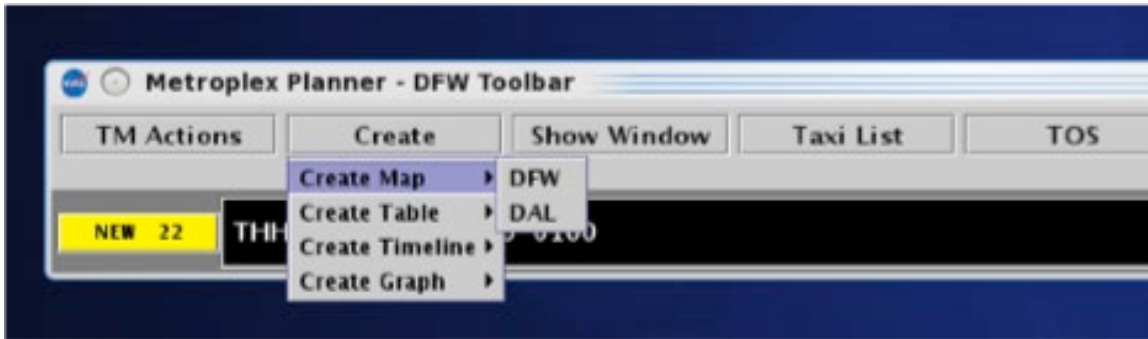 Metroplex Planner - DFW Toolbar
TM Actions Create Show Window Taxi List TOS
Create Map DFW
Create Table DAL
Create Timeline
Create Graph
NEW 22 0100